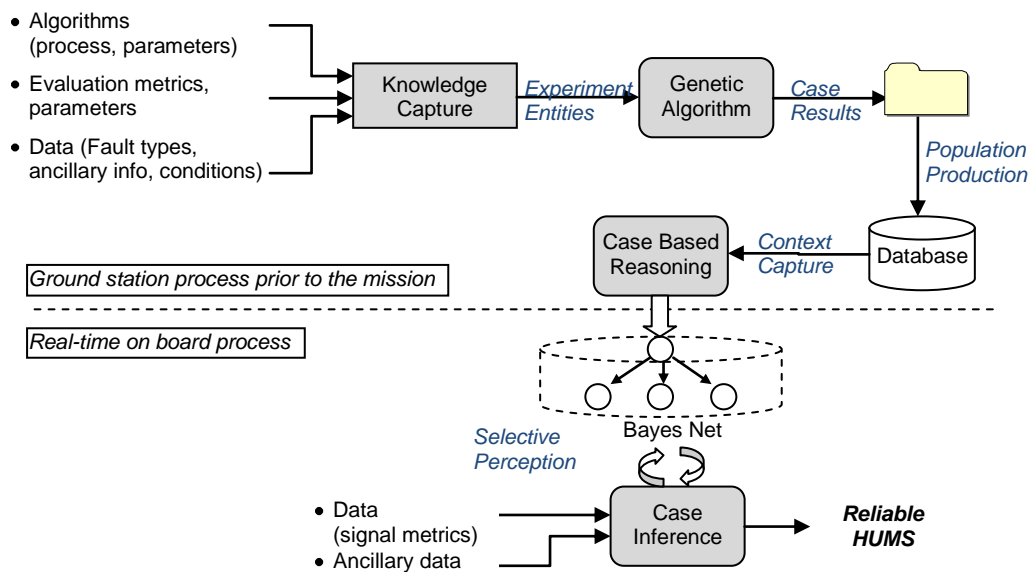 • Algorithms
(process, parameters)
• Evaluation metrics,
parameters
• Data (Fault types,
ancillary info, conditions)
Knowledge
Capture
Experiment
Entities
Genetic
Algorithm
Case
Results
Population
Production
Database
Context
Capture
Case Based
Reasoning
Ground station process prior to the mission
Real-time on board process
Bayes Net
Selective
Perception
• Data
(signal metrics)
• Ancillary data
Case
Inference
Reliable
HUMS